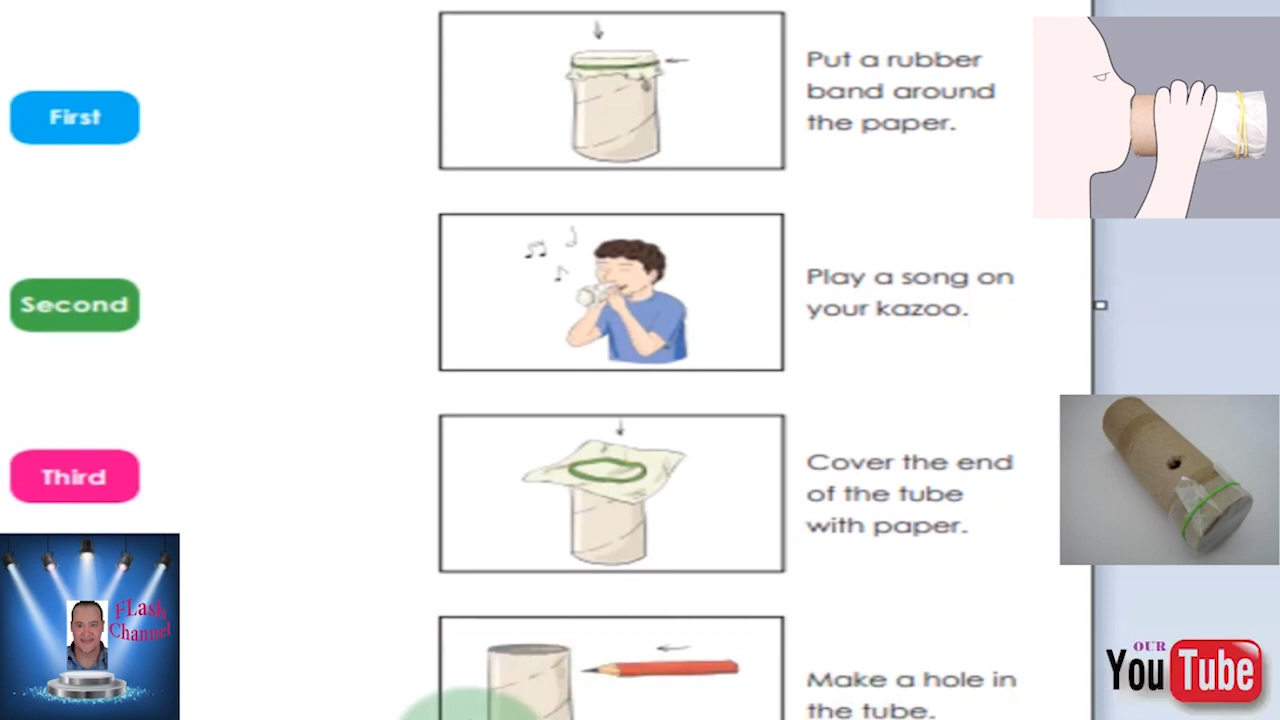 First
Put a rubber
band around
the paper.
Second
Play a song on
your kazoo.
Third
Cover the end
of the tube
with paper.
Make a hole in
the tube.
FLash
Channel
OUR
YouTube